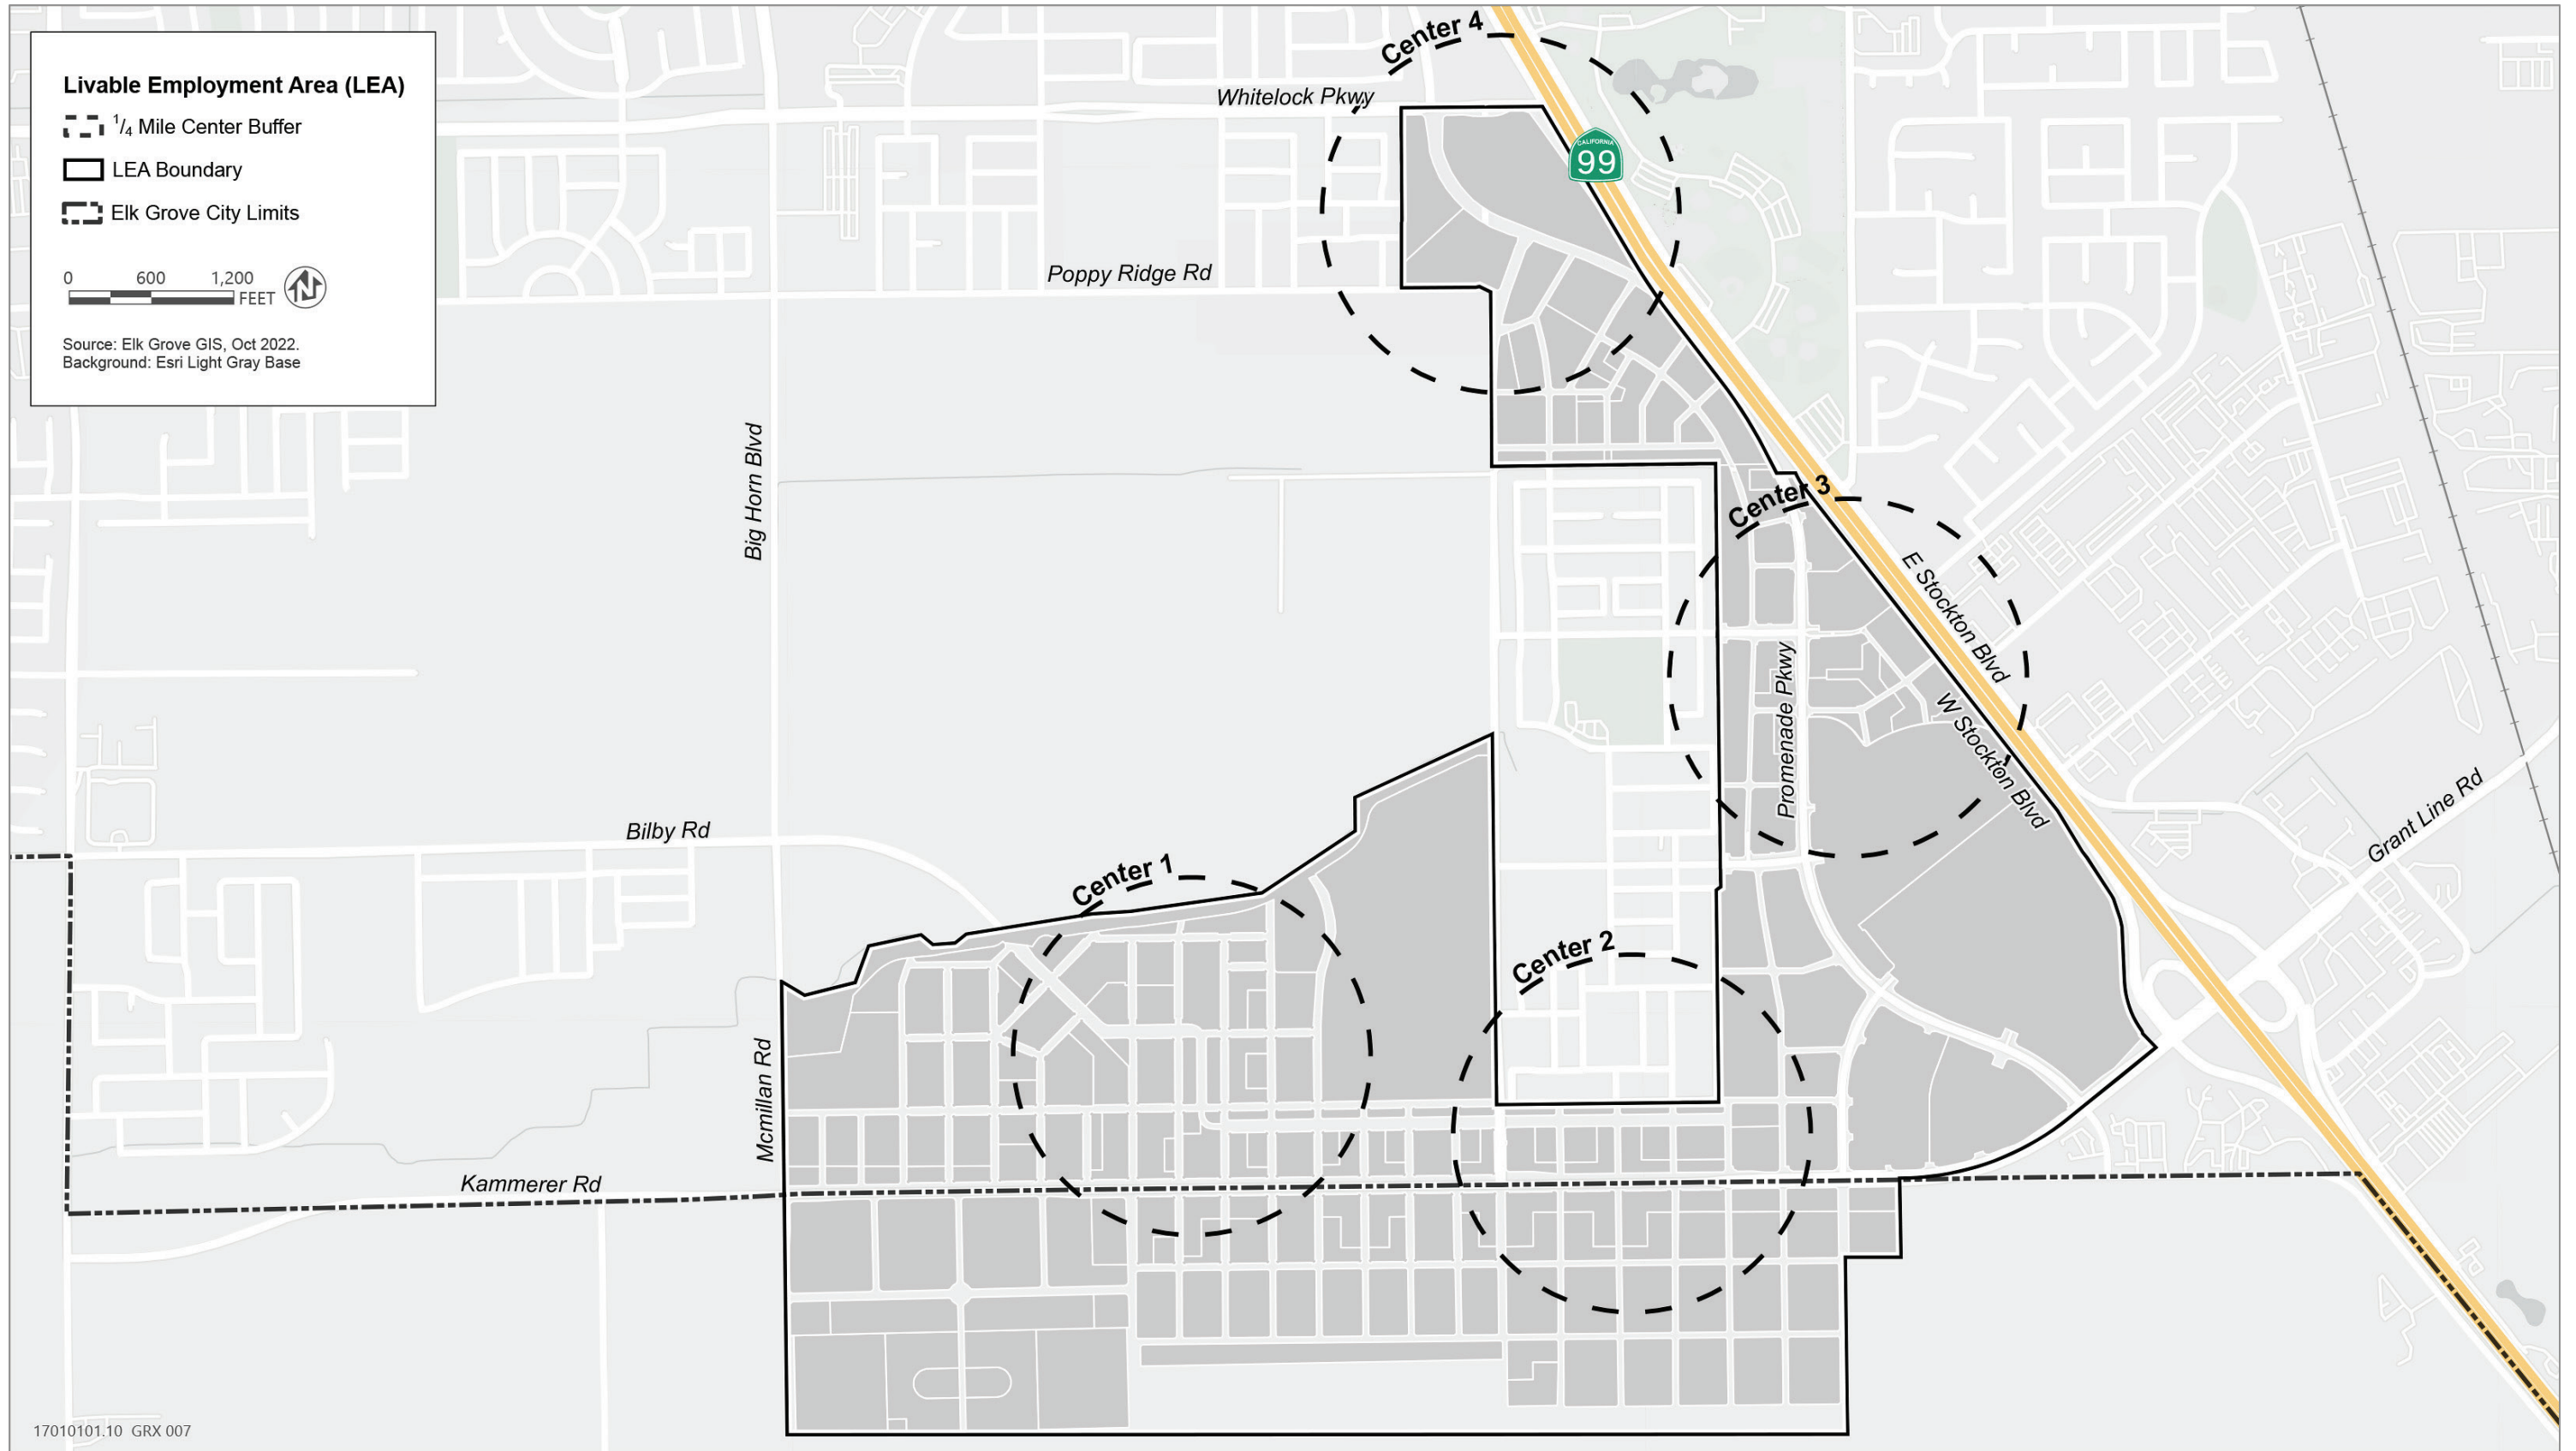 Livable Employment Area (LEA)
1/4 Mile Center Buffer
LEA Boundary
Elk Grove City Limits
0 600 1,200
FEET
N
Source: Elk Grove GIS, Oct 2022.
Background: Esri Light Gray Base
Center 4
Whitelock Pkwy
CALIFORNIA
99
Poppy Ridge Rd
Big Horn Blvd
Center 3
E Stockton Blvd
Promenade Pkwy
W Stockton Blvd
Grant Line Rd
Bilby Rd
Center 1
Center 2
Mcmillan Rd
Kammerer Rd
17010101.10 GRX 007